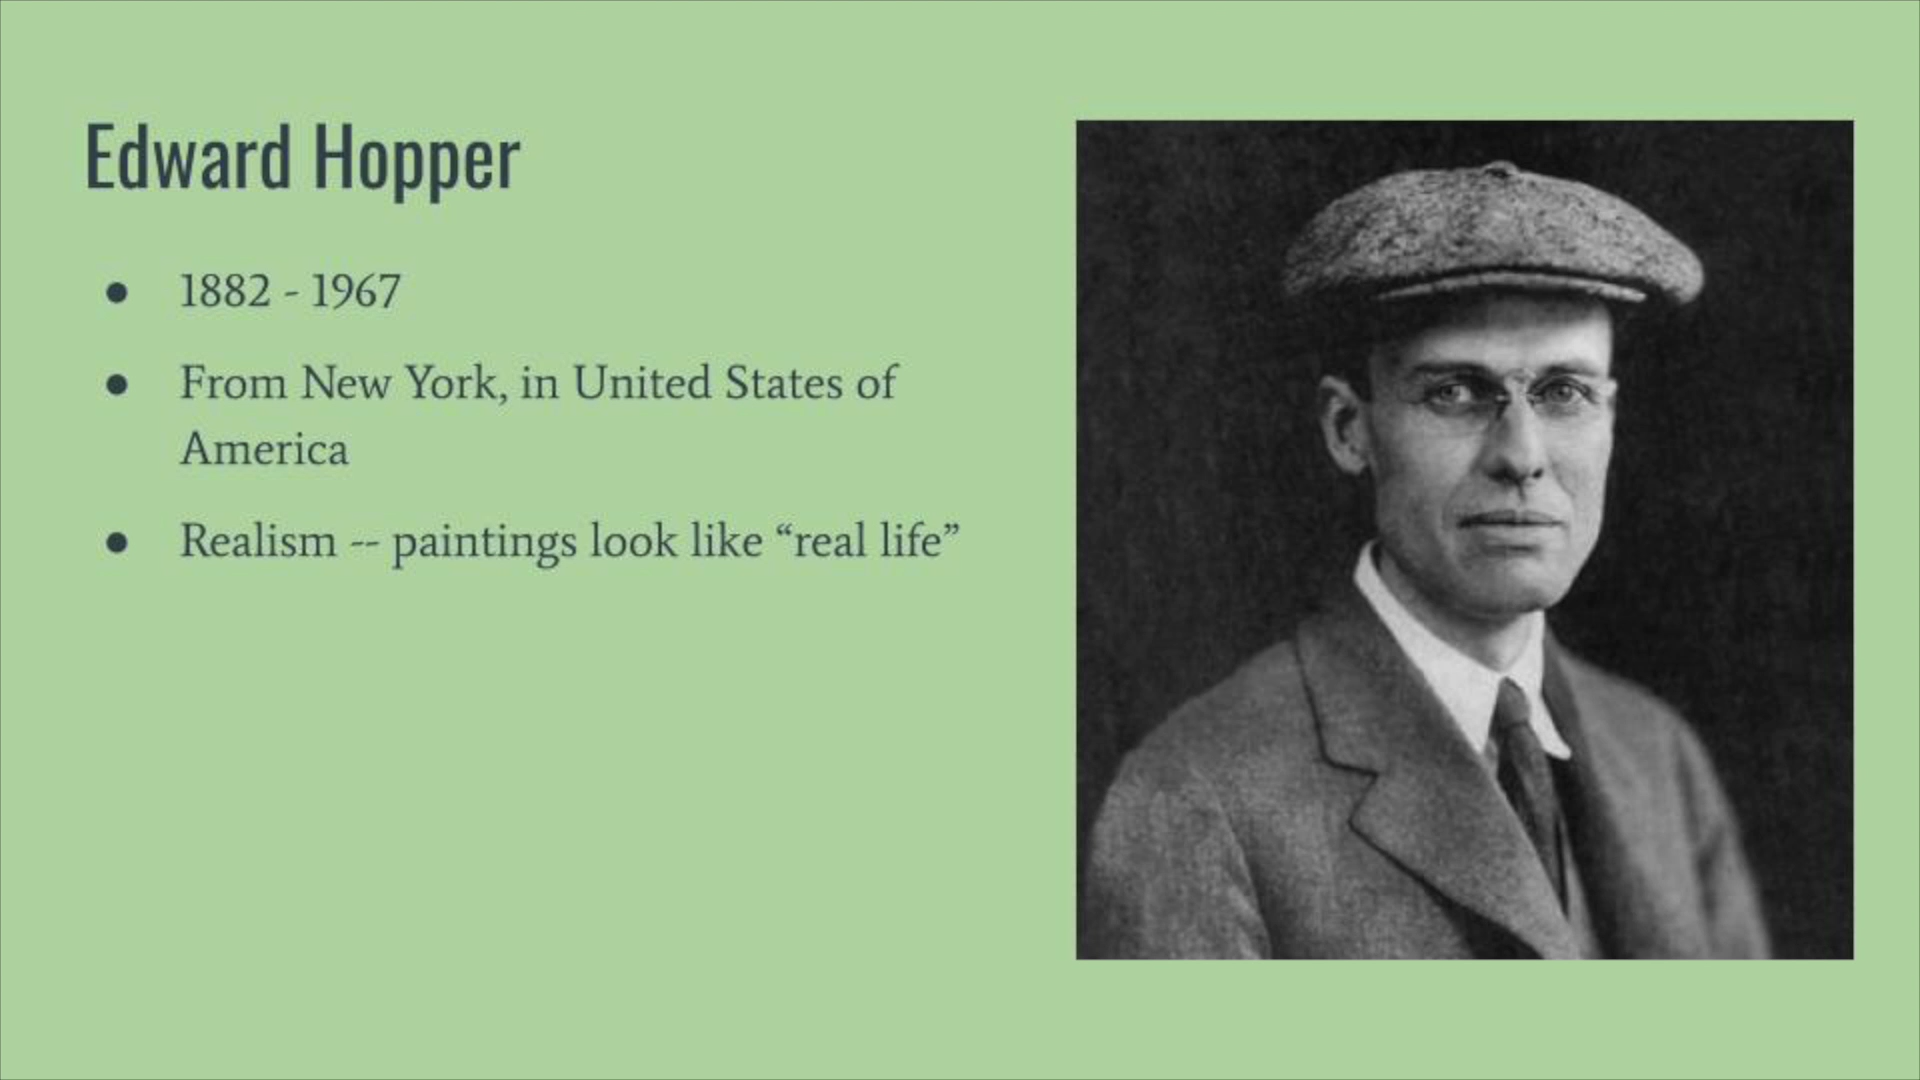 Edward Hopper
● 1882 - 1967
● From New York, in United States of
America
● Realism -- paintings look like “real life”